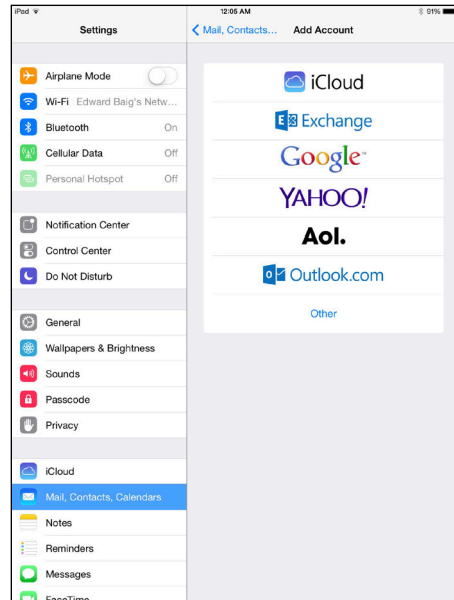 iPad
12:05 AM
91%
Settings
Mail, Contacts...
Add Account
Airplane Mode
Wi-Fi Edward Baig's Netw...
Bluetooth On
Cellular Data Off
Personal Hotspot Off
Notification Center
Control Center
Do Not Disturb
General
Wallpapers & Brightness
Sounds
Passcode
Privacy
iCloud
Mail, Contacts, Calendars
Notes
Reminders
Messages
FaceTime
iCloud
E Exchange
Google
YAHOO!
Aol.
o Outlook.com
Other